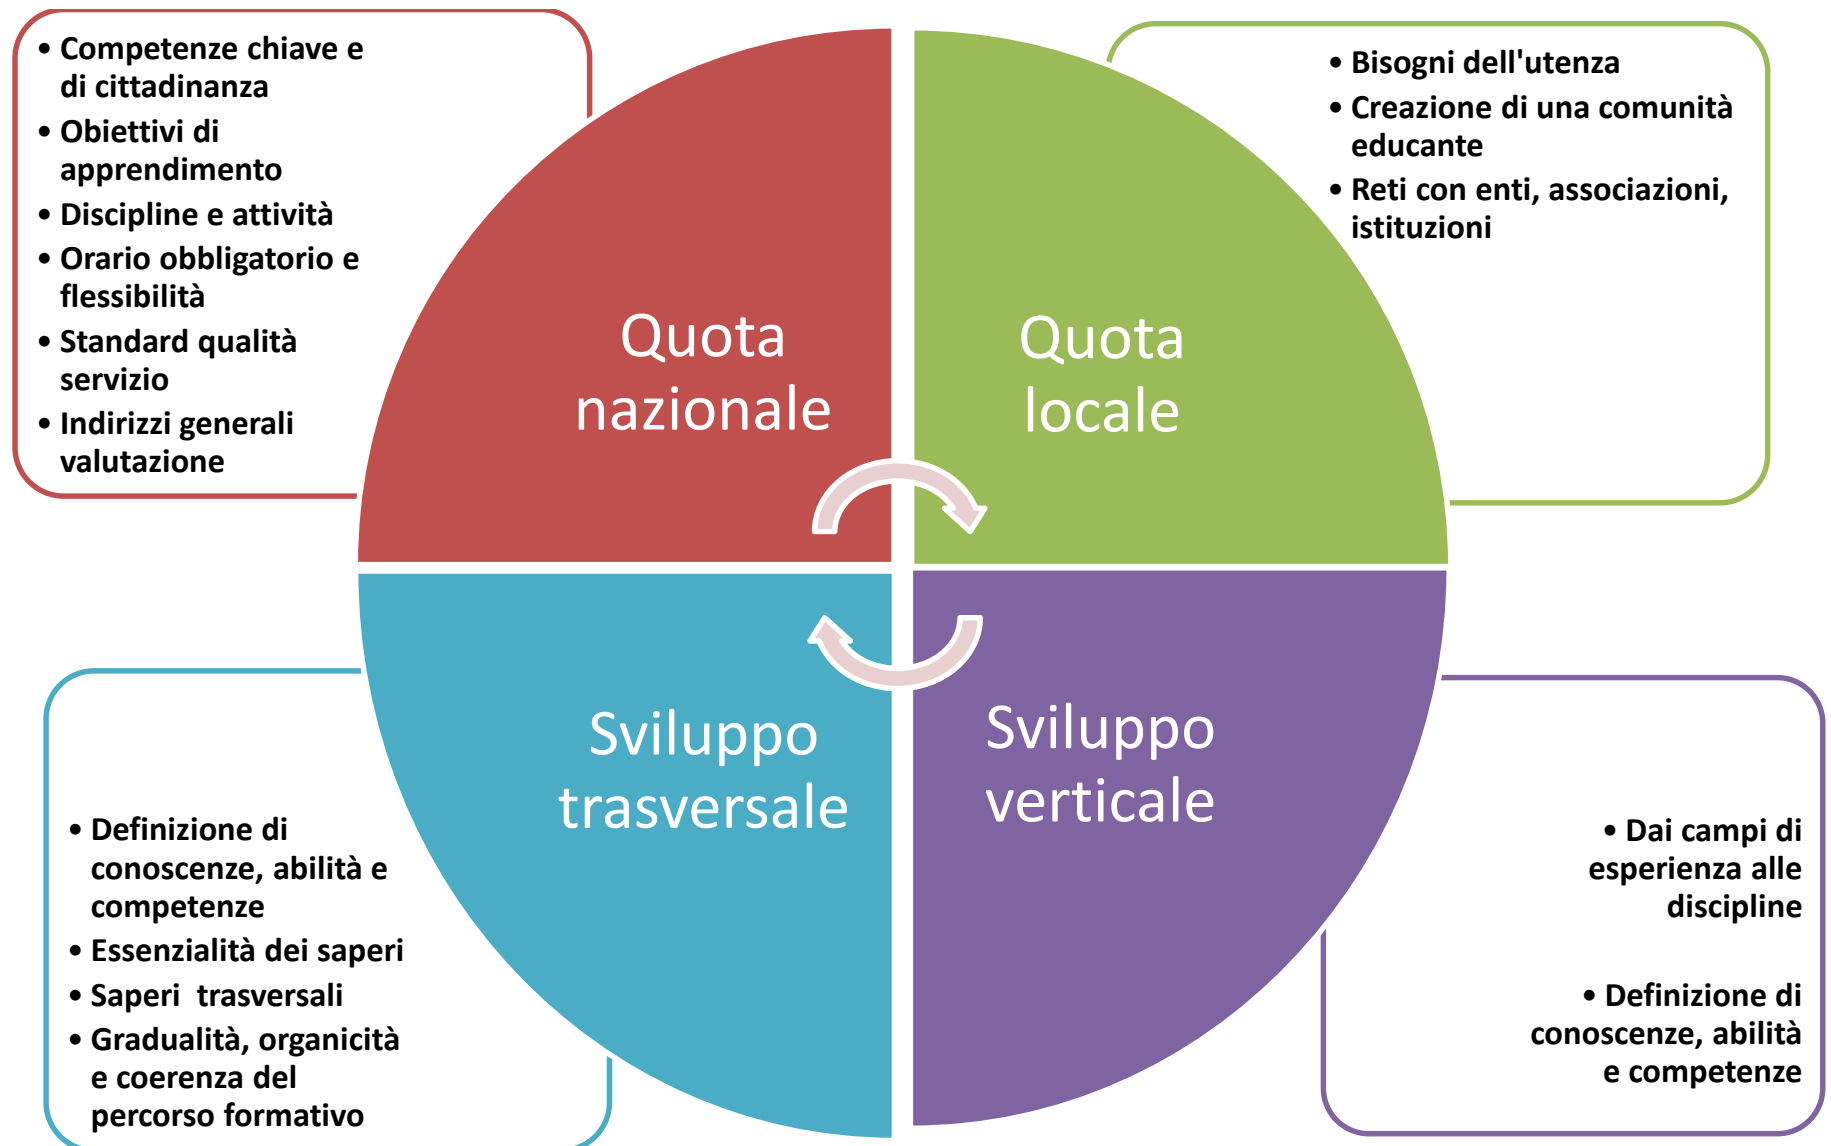 • Competenze chiave e
di cittadinanza
• Obiettivi di
apprendimento
• Discipline e attività
• Orario obbligatorio e
flessibilità
• Standard qualità
servizio
• Indirizzi generali
valutazione
Quota
nazionale
Quota
locale
• Bisogni dell'utenza
• Creazione di una comunità
educante
• Reti con enti, associazioni,
istituzioni
Sviluppo
trasversale
Sviluppo
verticale
• Definizione di
conoscenze, abilità e
competenze
• Essenzialità dei saperi
• Saperi  trasversali
• Gradualità, organicità
e coerenza del
percorso formativo
• Dai campi di
esperienza alle
discipline
• Definizione di
conoscenze, abilità
e competenze